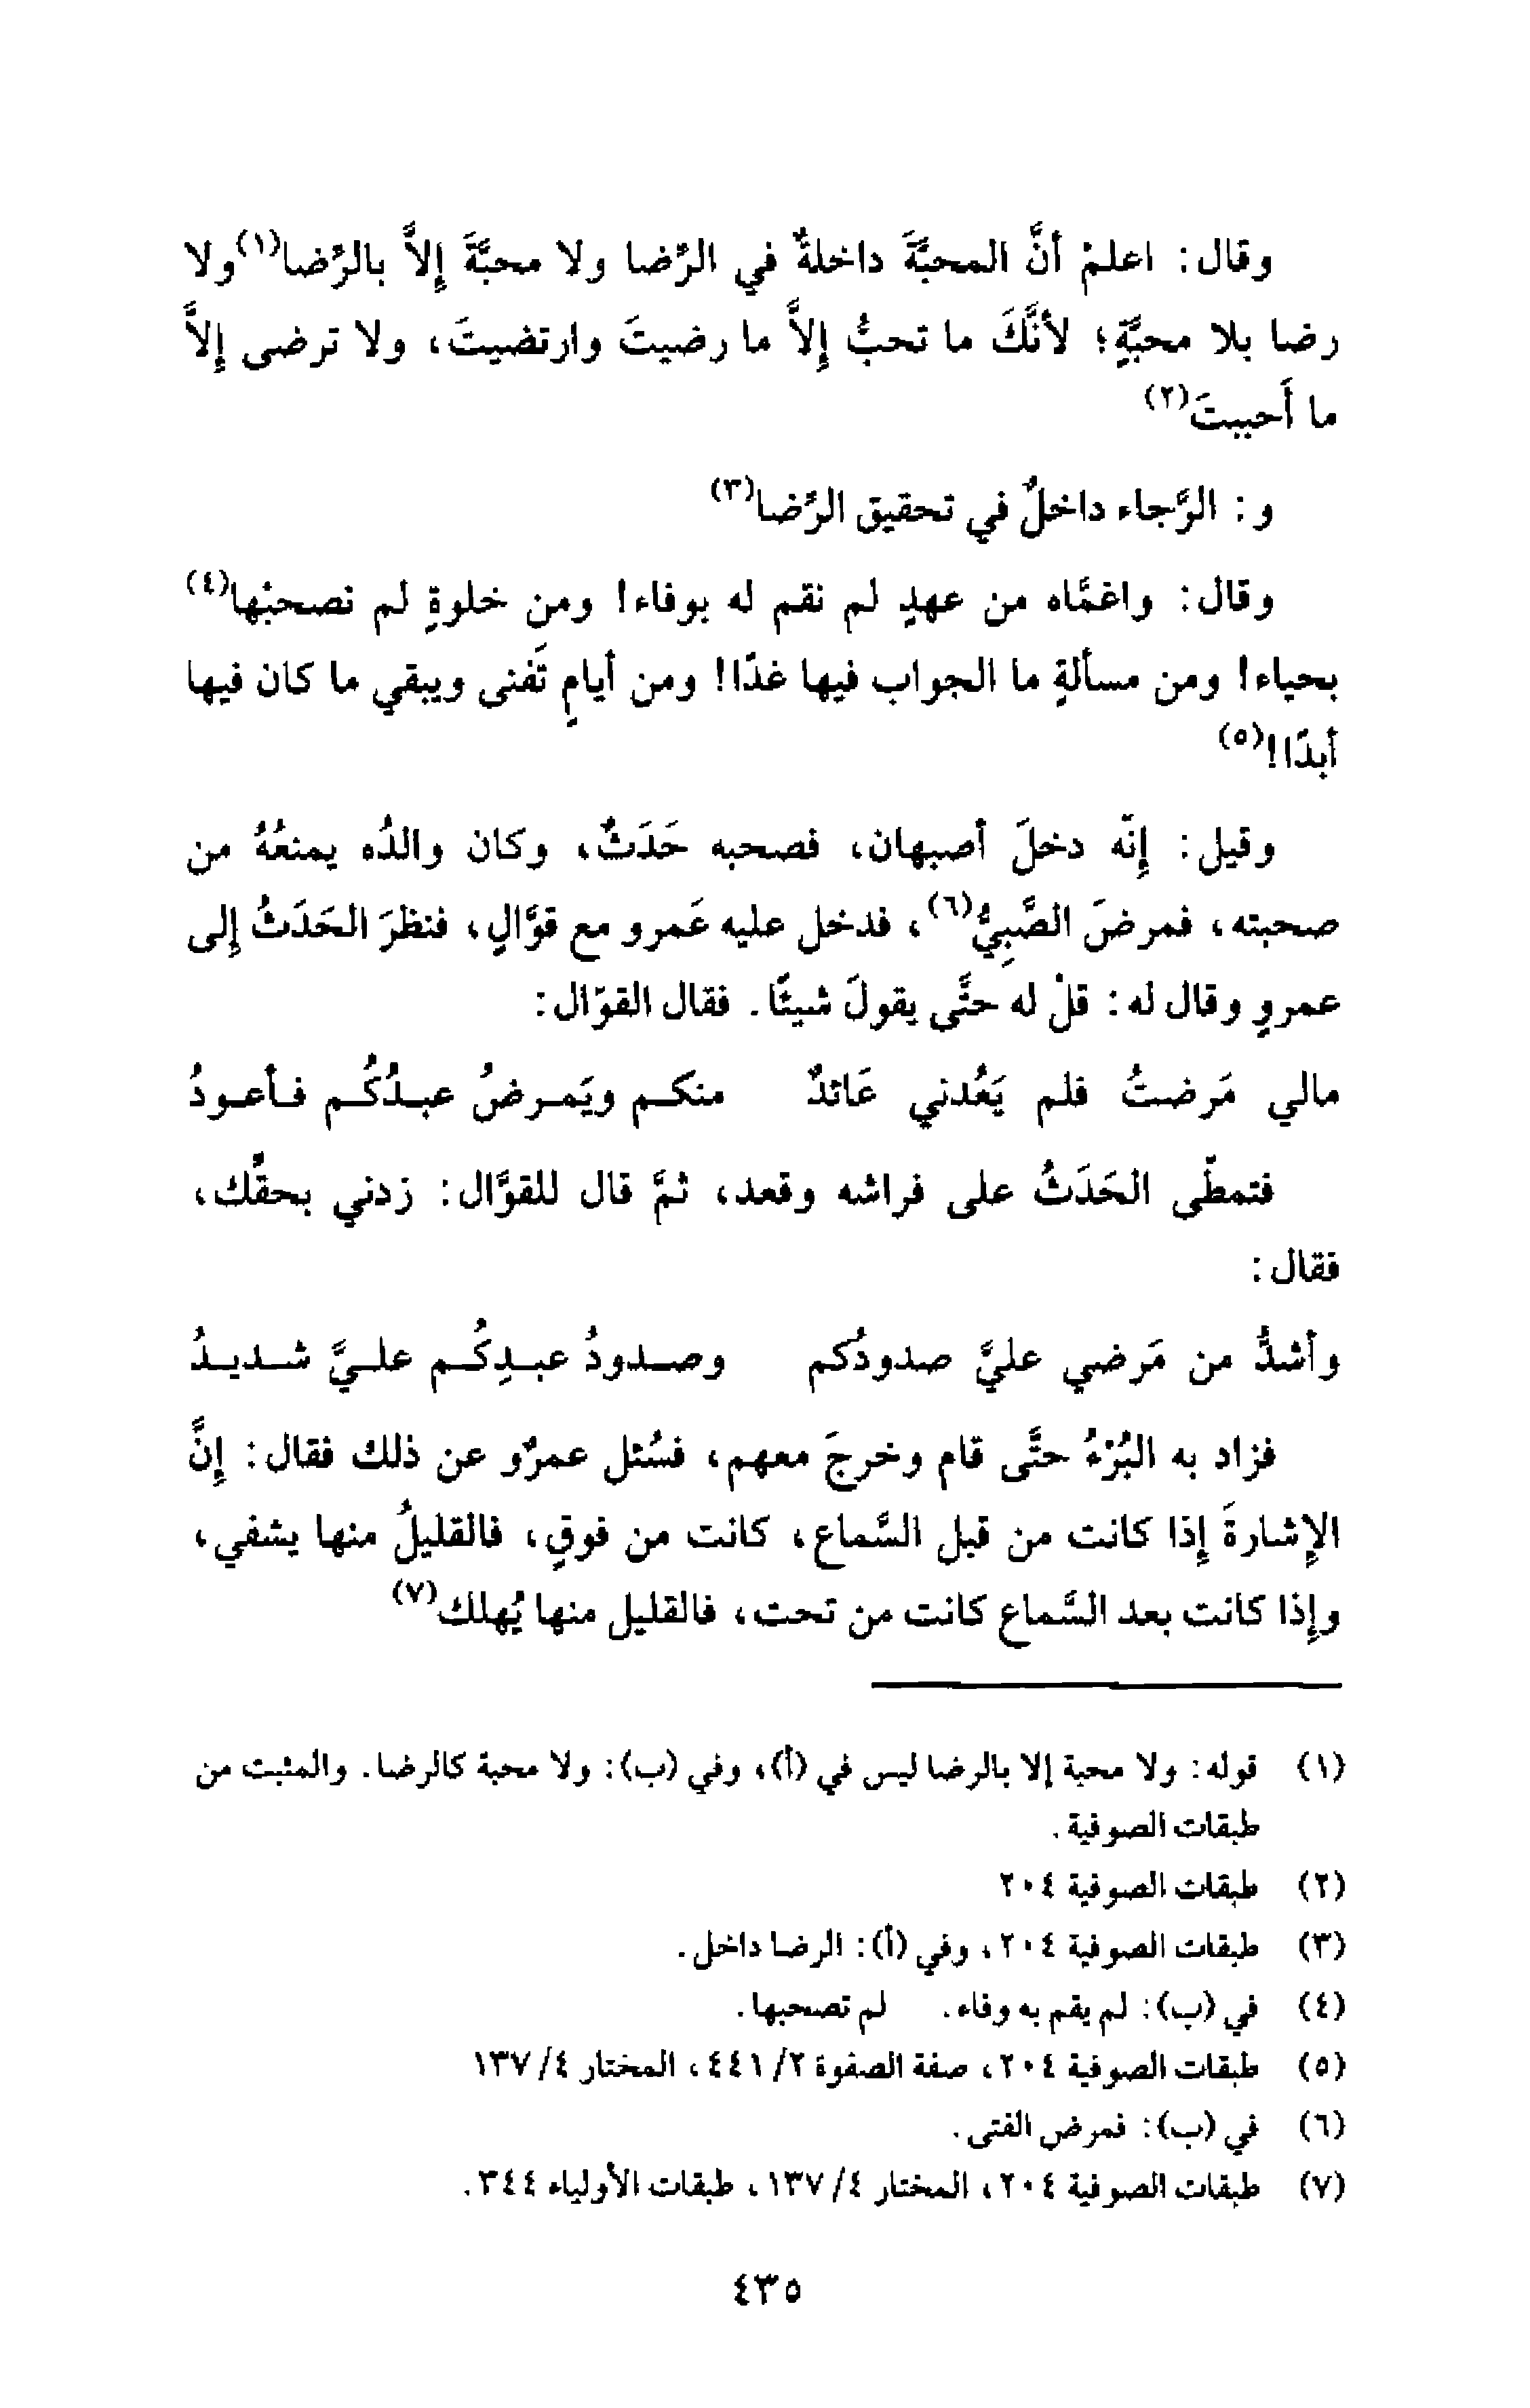 وقال: اعلمْ أنَّ المحبَّةَ داخلةٌ في الرِّضا ولا محبَّةَ إلاَّ بالرِّضا(١) ولا
رضا بلا محبَّةٍ؛ لأنَّكَ ما تحبُّ إلاَّ ما رضيتَ وارتضيتَ، ولا ترضى إلاَّ
ما أَحببتَ(٢)
و: الرَّجاء داخلٌ في تحقيق الرِّضا(٣)
وقال: واغمَّاه من عهدٍ لم نقم له بوفاء! ومن خلوةٍ لم نصحبْها(٤)
بحياء! ومن مسألةٍ ما الجواب فيها غدًا! ومن أيامٍ تَفنى ويبقي ما كان فيها
أبدًا!(٥)
وقيل: إنّه دخلَ أصبهان، فصحبه حَدَثٌ، وكان والدُه يمنعُهُ من
صحبته، فمرضَ الصَّبِيُّ(٦)، فدخل عليه عَمرو مع قوَّالٍ، فنظرَ الحَدَثُ إلى
عمرٍو وقال له: قلْ له حتَّى يقولَ شيئًا. فقال القوّال:
مالي مَرضتُ فلم يَعُدني عَائدٌ منكم ويَمرضُ عبدُكُم فأعودُ
فتمطّى الحَدَثُ على فراشه وقعد، ثمَّ قال للقوَّال: زدني بحقِّك،
فقال:
وأشدُّ من مَرضي عليَّ صدودُكم وصدودُ عبدِكُم عليَّ شديدُ
فزاد به البُرْءُ حتَّى قام وخرجَ معهم، فسُئل عمرٌو عن ذلك فقال: إنَّ
الإشارةَ إذا كانت من قبل السَّماع، كانت من فوقٍ، فالقليلُ منها يشفي،
وإذا كانت بعد السَّماع كانت من تحت، فالقليل منها يُهلك(٧)
(١) قوله: ولا محبة إلا بالرضا ليس في (أ)، وفي (ب): ولا محبة كالرضا. والمثبت من
طبقات الصوفية.
(٢) طبقات الصوفية ٢٠٤
(٣) طبقات الصوفية ٢٠٤، وفي (أ): الرضا داخل.
(٤) في (ب): لم يقم به وفاء. لم تصحبها.
(٥) طبقات الصوفية ٢٠٤، صفة الصفوة ٢/ ٤٤١، المختار ٤/ ١٣٧
(٦) في (ب): فمرض الفتى.
(٧) طبقات الصوفية ٢٠٤، المختار ٤/ ١٣٧، طبقات الأولياء ٣٤٤.
٤٣٥